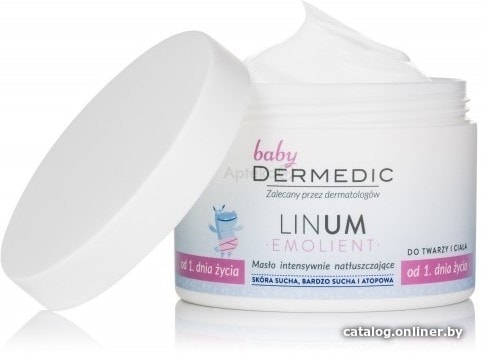 baby
DERMEDIC
Zalecany przez dermatologów
LINUM
·EMOLIENT·
DO TWARZY I CIAŁA
od 1. dnia życia
Masło intensywnie natłuszczające
od 1. dnia życia
SKÓRA SUCHA, BARDZO SUCHA I ATOPOWA
catalog.onliner.by